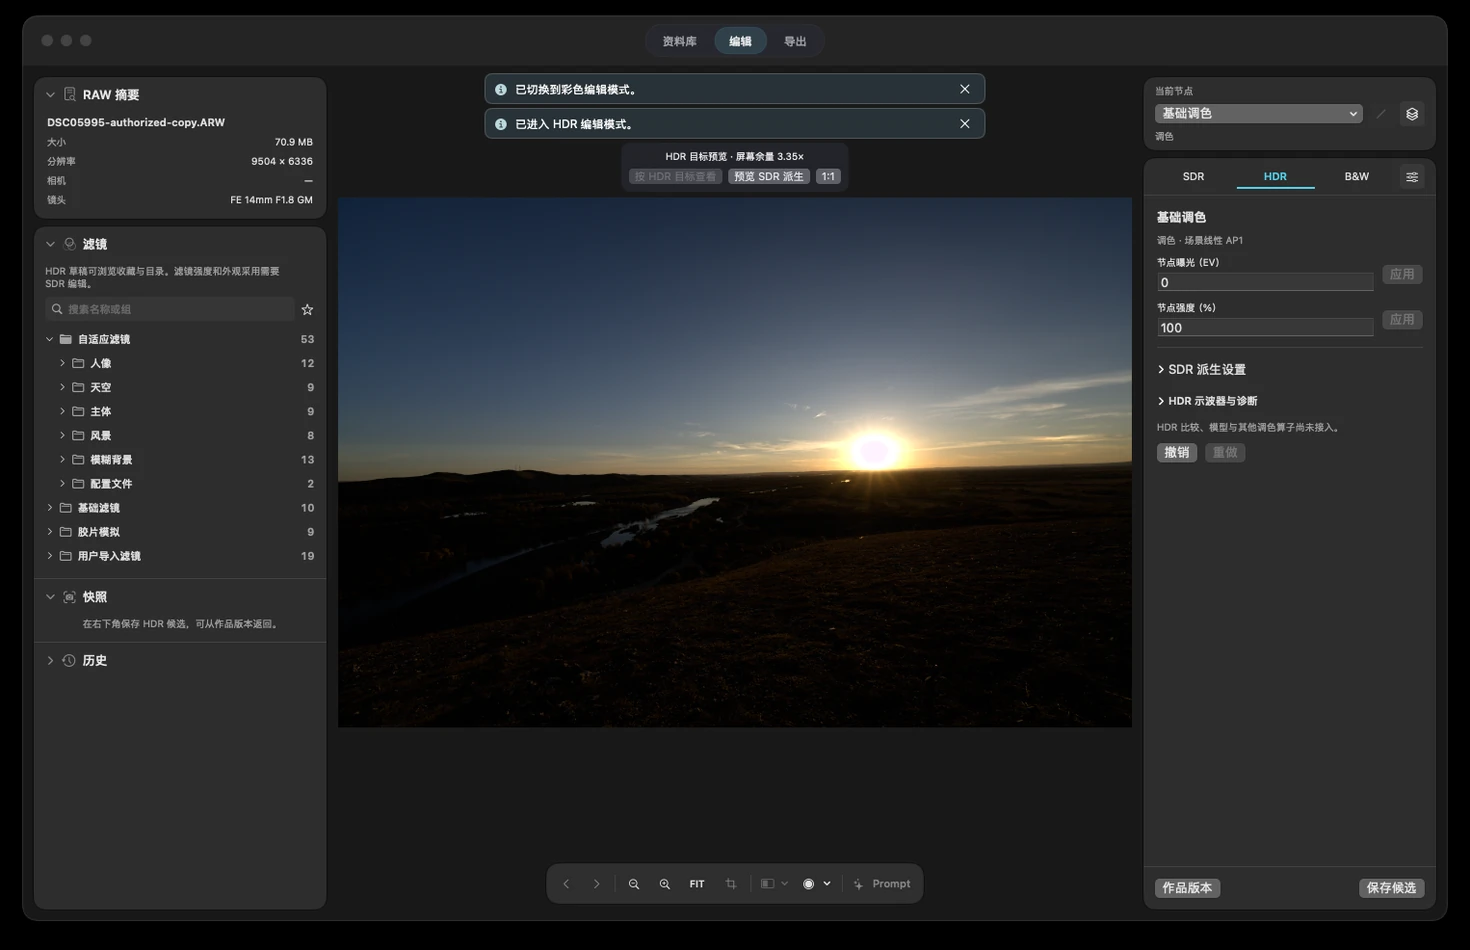 资料库
编辑
导出
RAW 摘要
DSC05995-authorized-copy.ARW
大小 70.9 MB
分辨率 9504 × 6336
相机 —
镜头 FE 14mm F1.8 GM
滤镜
HDR 草稿可浏览收藏与目录。滤镜强度和外观采用需要
SDR 编辑。
搜索名称或组
自适应滤镜 53
人像 12
天空 9
主体 9
风景 8
模糊背景 13
配置文件 2
基础滤镜 10
胶片模拟 9
用户导入滤镜 19
快照
在右下角保存 HDR 候选，可从作品版本返回。
历史
已切换到彩色编辑模式。
已进入 HDR 编辑模式。
HDR 目标预览 · 屏幕余量 3.35×
按 HDR 目标查看
预览 SDR 派生
1:1
FIT
Prompt
当前节点
基础调色
调色
SDR
HDR
B&W
基础调色
调色 · 场景线性 AP1
节点曝光 (EV)
0
应用
节点强度 (%)
100
应用
SDR 派生设置
HDR 示波器与诊断
HDR 比较、模型与其他调色算子尚未接入。
撤销
重做
作品版本
保存候选